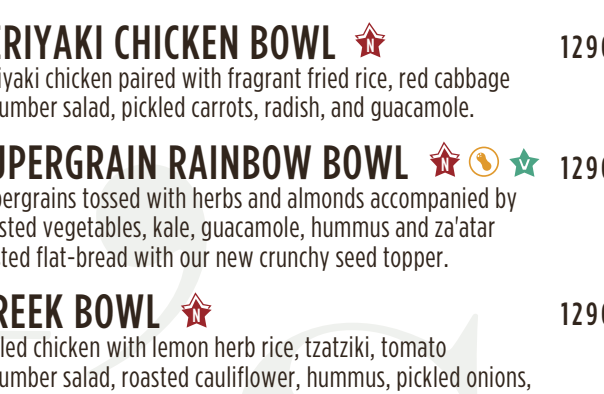 ERIYAKI CHICKEN BOWL N 1290
iyaki chicken paired with fragrant fried rice, red cabbage
umber salad, pickled carrots, radish, and guacamole.
UPERGRAIN RAINBOW BOWL N V 1290
pergrains tossed with herbs and almonds accompanied by
sted vegetables, kale, guacamole, hummus and za'atar
ted flat-bread with our new crunchy seed topper.
REEK BOWL N 1290
led chicken with lemon herb rice, tzatziki, tomato
umber salad, roasted cauliflower, hummus, pickled onions,